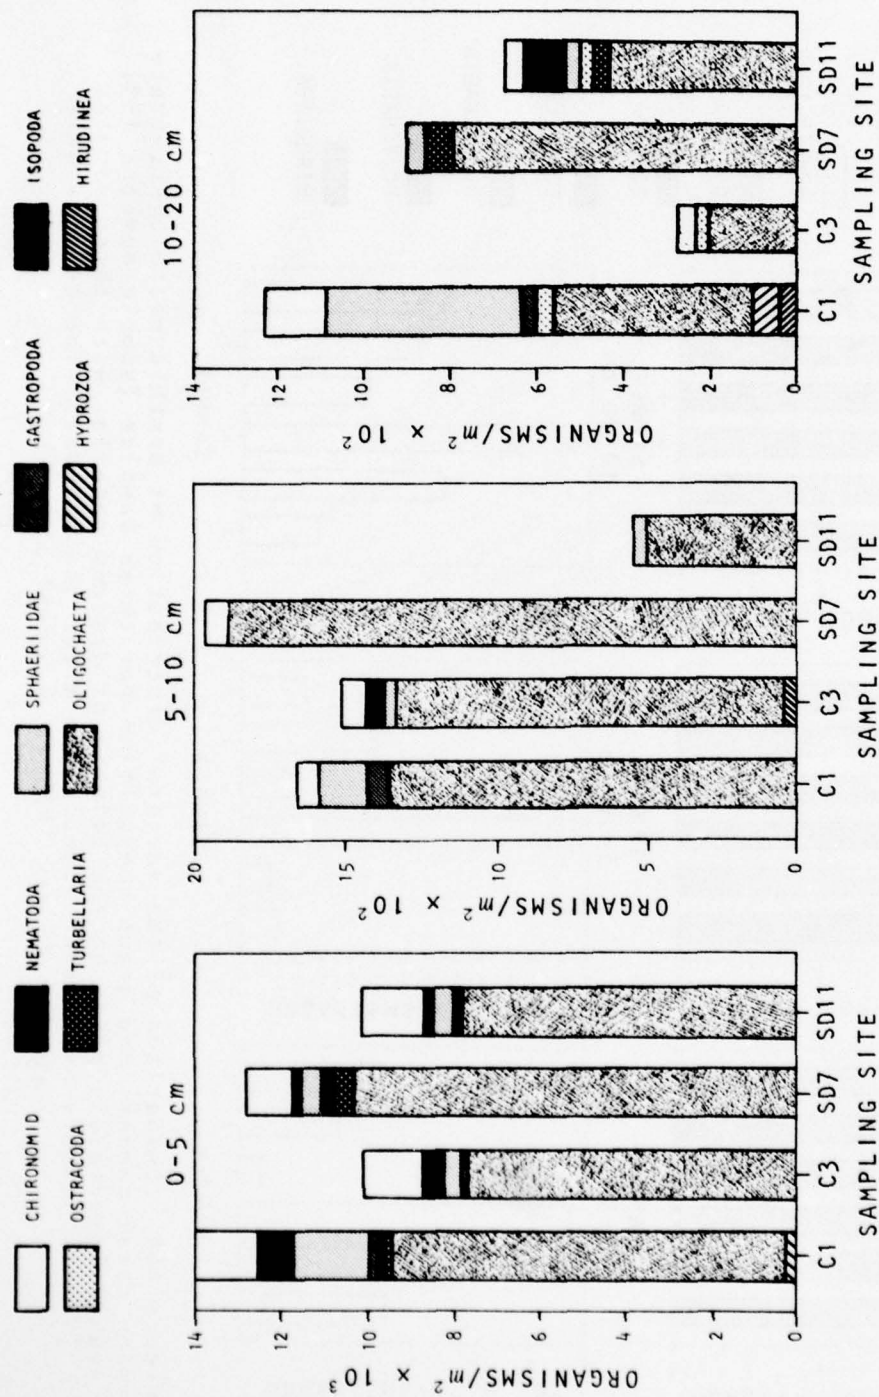 CHIRONOMID NEMATODA SPHAERIIDAE GASTROPODA ISOPODA
OSTRACODA TURBELLARIA OLIGOCHAETA HYDROZOA HIRUDINEA
0-5 cm
ORGANISMS/m² × 10³
14
12
10
8
6
4
2
0
C1 C3 SD7 SD11
SAMPLING SITE
5-10 cm
ORGANISMS/m² × 10²
20
15
10
5
0
C1 C3 SD7 SD11
SAMPLING SITE
10-20 cm
ORGANISMS/m² × 10²
14
12
10
8
6
4
2
0
C1 C3 SD7 SD11
SAMPLING SITE